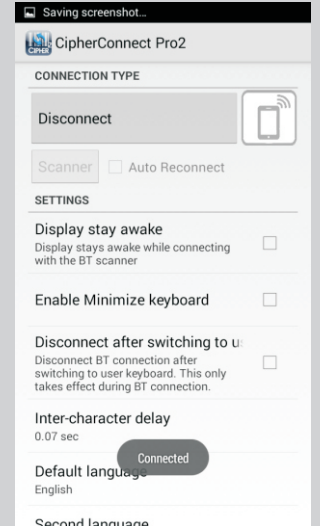 Saving screenshot...
CIPHER
CipherConnect Pro2
CONNECTION TYPE
Disconnect
Scanner
Auto Reconnect
SETTINGS
Display stay awake
Display stays awake while connecting
with the BT scanner
Enable Minimize keyboard
Disconnect after switching to u
Disconnect BT connection after
switching to user keyboard. This only
takes effect during BT connection.
Inter-character delay
0.07 sec
Connected
Default language
English
Second language